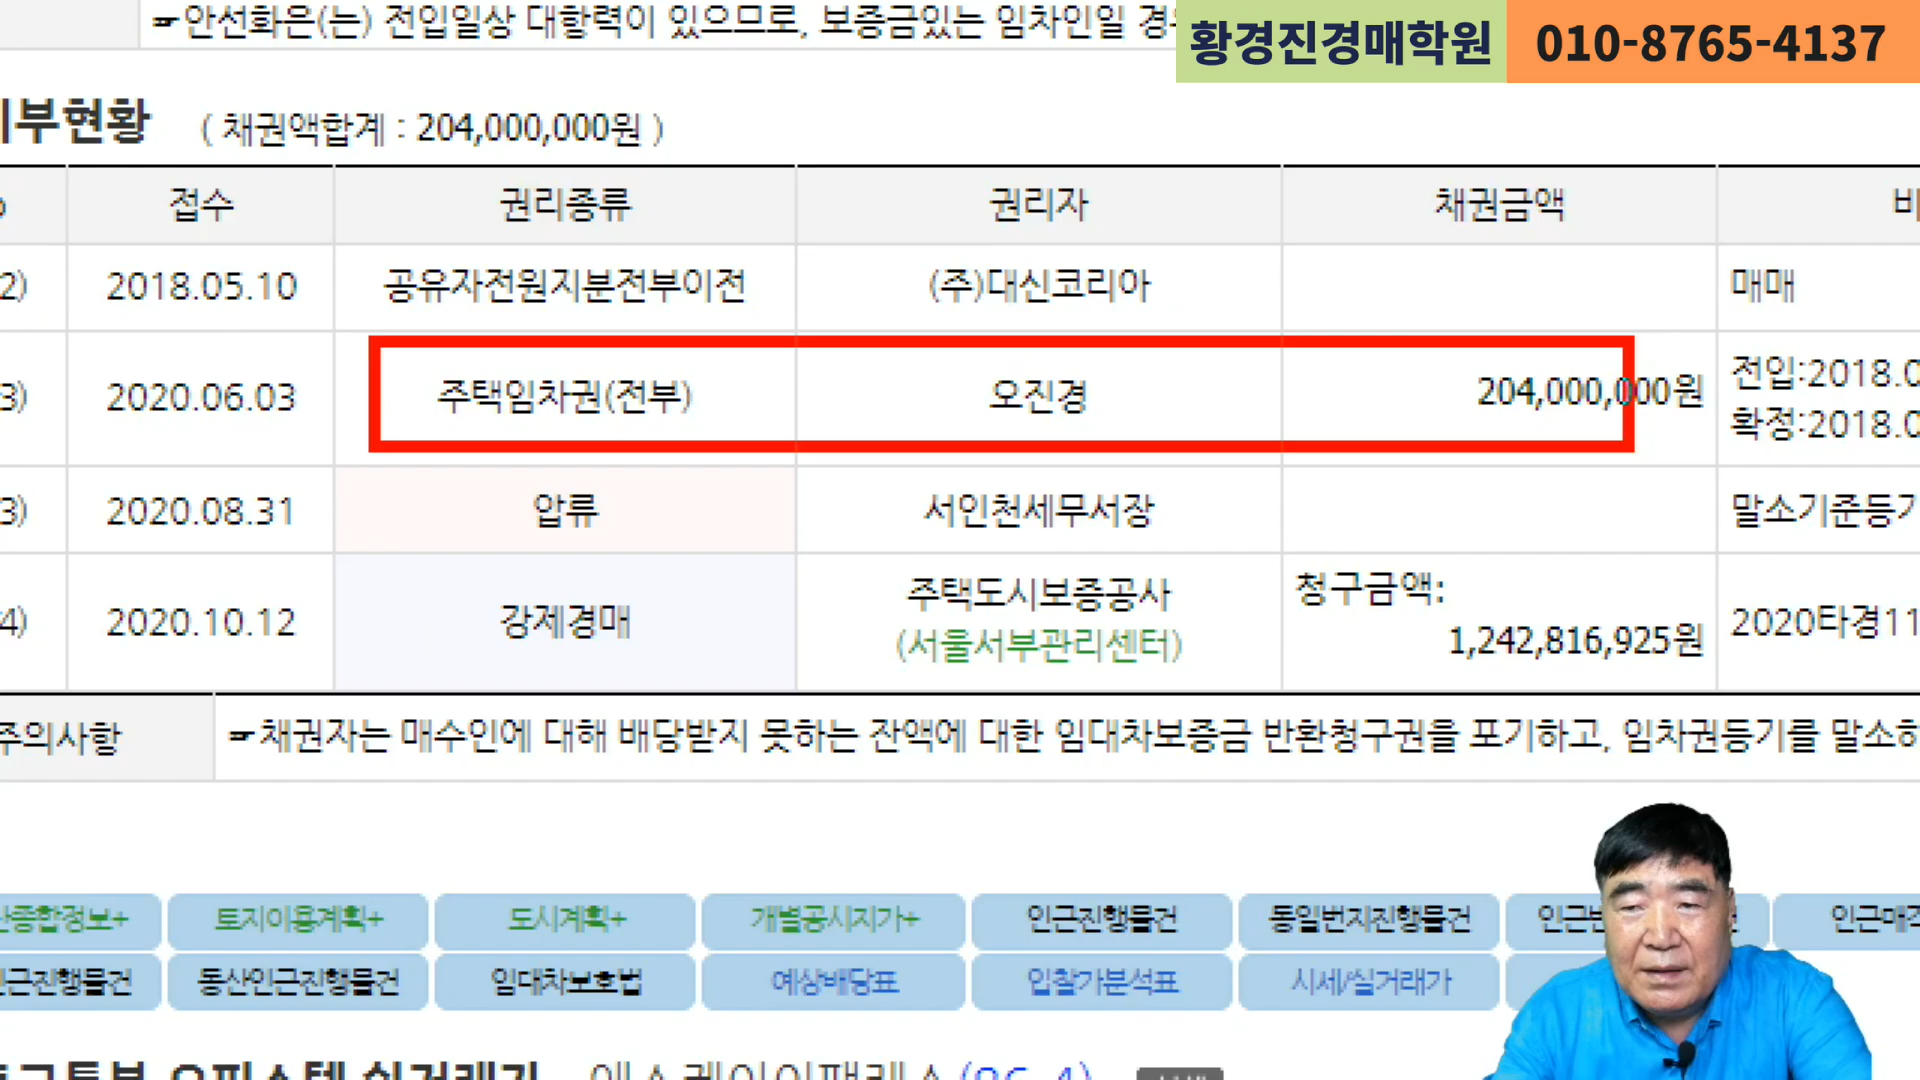 ☛안선화은(는) 전입일상 대항력이 있으므로, 보증금있는 임차인일
황경진경매학원 010-8765-4137
부현황 ( 채권액합계 : 204,000,000원 )
접수 권리종류 권리자 채권금액 비
2) 2018.05.10 공유자전원지분전부이전 (주)대신코리아 매매
3) 2020.06.03 주택임차권(전부) 오진경 204,000,000원 전입:2018.0
확정:2018.0
3) 2020.08.31 압류 서인천세무서장 말소기준등기
4) 2020.10.12 강제경매 주택도시보증공사 청구금액:
(서울서부관리센터) 1,242,816,925원 2020타경11
주의사항 ☛채권자는 매수인에 대해 배당받지 못하는 잔액에 대한 임대차보증금 반환청구권을 포기하고, 임차권등기를 말소하
종합정보+ 토지이용계획+ 도시계획+ 개별공시지가+ 인근진행물건 동일번지진행물건 인근 인근매각
인근진행물건 동산인근진행물건 임대차보호법 예상배당표 입찰가분석표 시세/실거래가